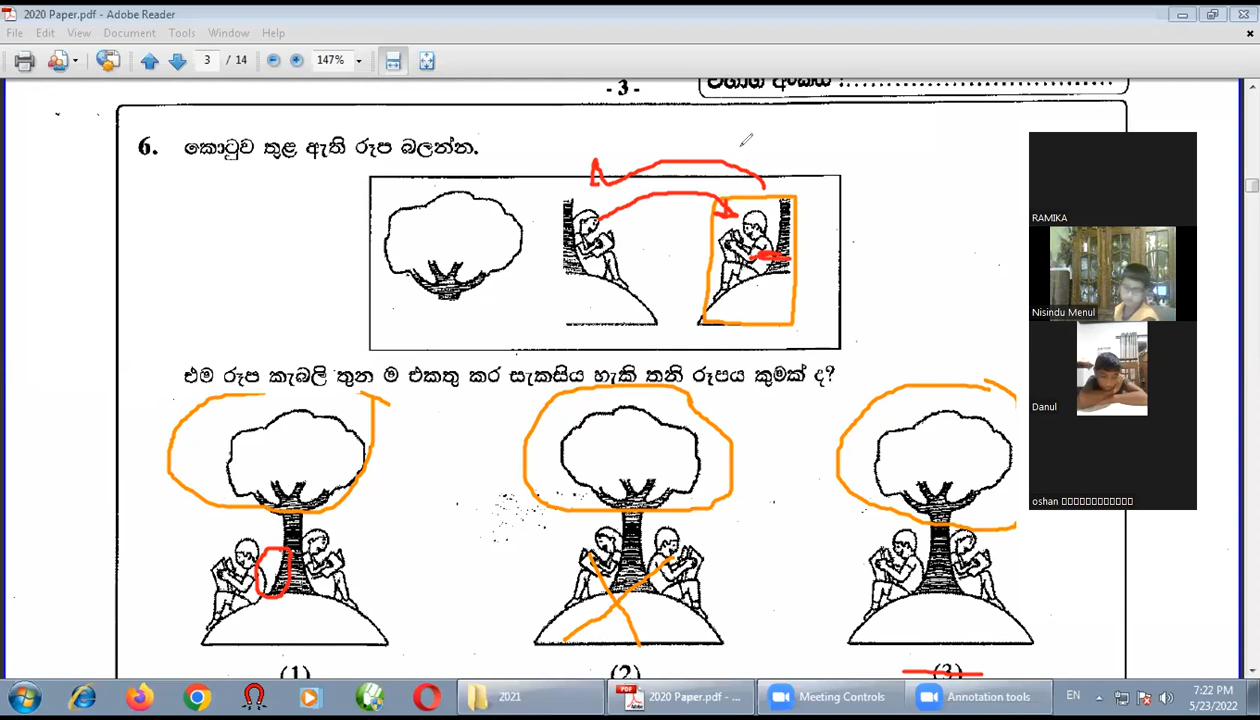 2020 Paper.pdf - Adobe Reader
File Edit View Document Tools Window Help
3 / 14 147%
- 3 -
විභාග අංකය :
6. කොටුව තුළ ඇති රූප බලන්න.
එම රූප කැබලි තුන ම එකතු කර සැකසිය හැකි තනි රූපය කුමක් ද?
(1) (2) (3)
RAMIKA
Nisindu Menul
Danul
oshan
2021
2020 Paper.pdf - ...
Meeting Controls
Annotation tools
EN
7:22 PM
5/23/2022